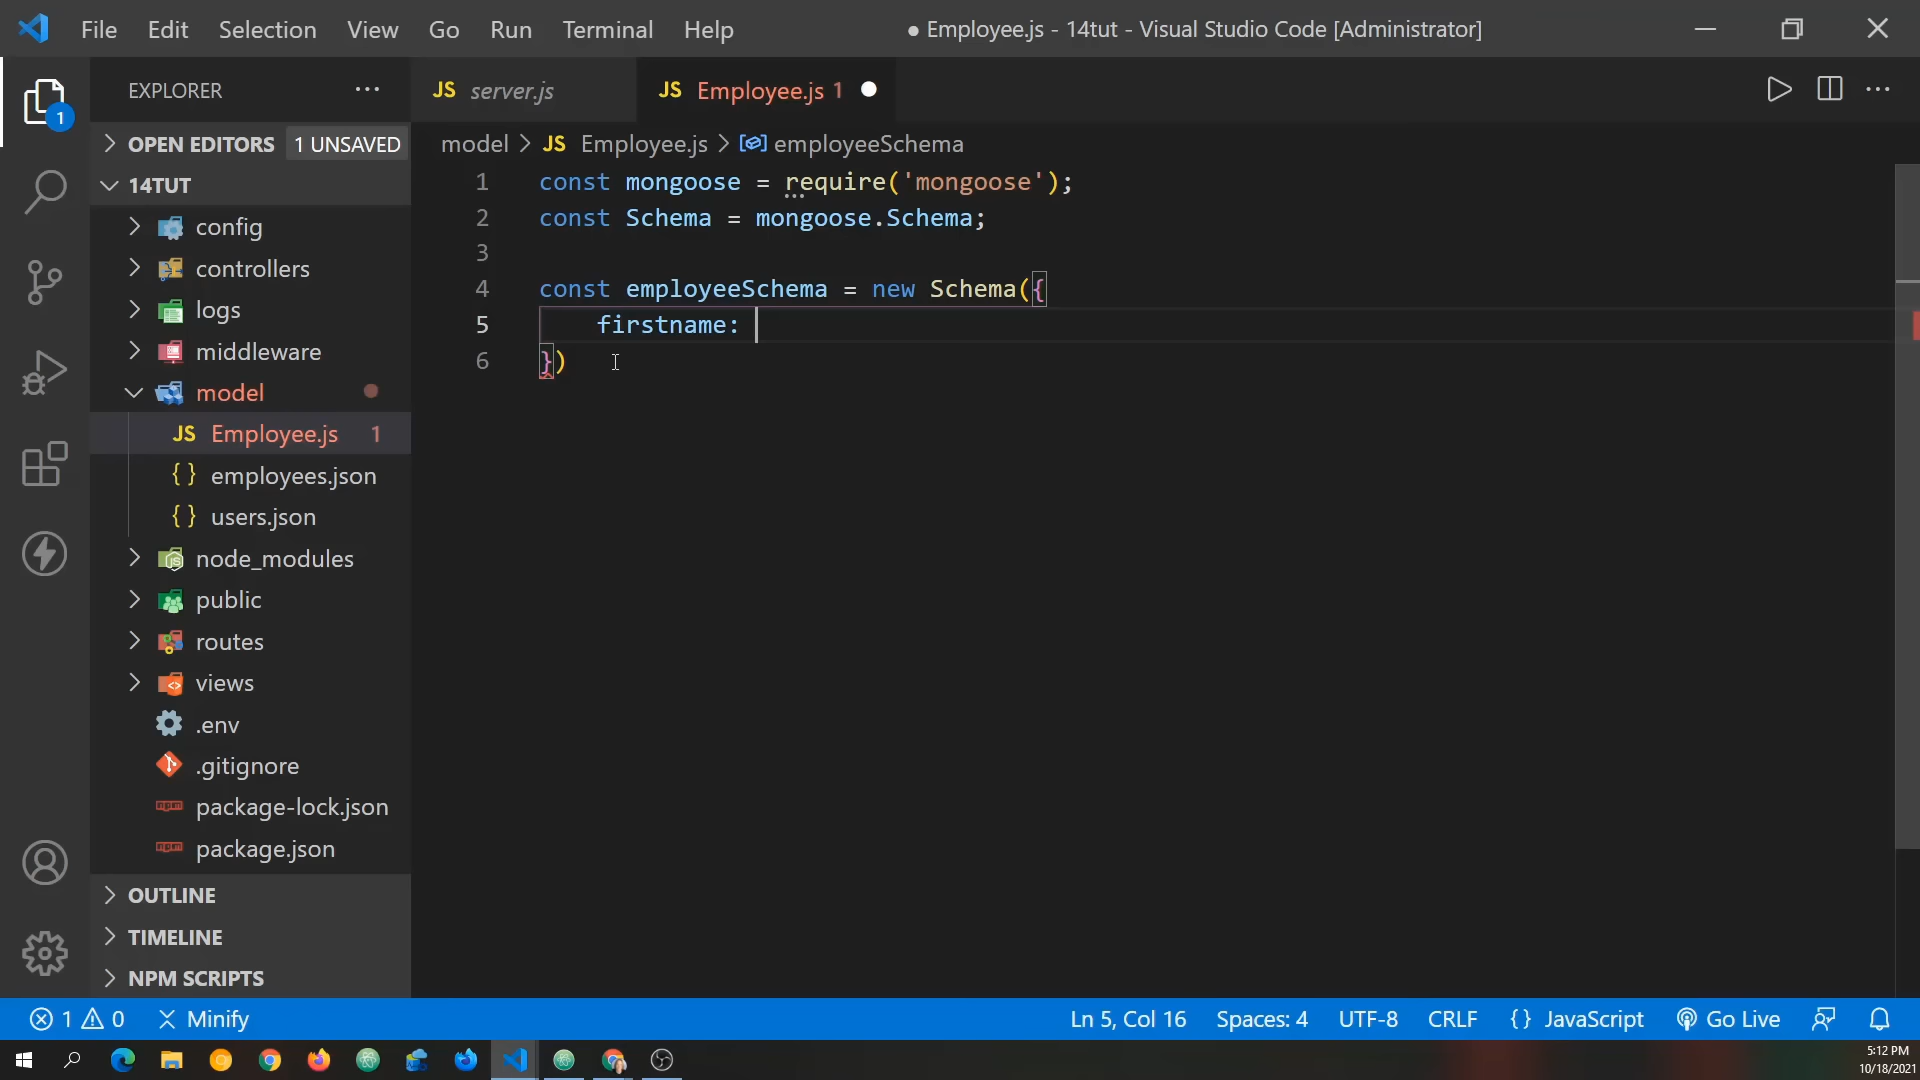 File Edit Selection View Go Run Terminal Help
● Employee.js - 14tut - Visual Studio Code [Administrator]
1
EXPLORER
OPEN EDITORS 1 UNSAVED
14TUT
config
controllers
logs
middleware
model
JS Employee.js 1
{ } employees.json
{ } users.json
node_modules
public
routes
views
.env
.gitignore
package-lock.json
package.json
OUTLINE
TIMELINE
NPM SCRIPTS
JS server.js
JS Employee.js 1
model > JS Employee.js > employeeSchema
1 const mongoose = require('mongoose');
2 const Schema = mongoose.Schema;
3
4 const employeeSchema = new Schema({
5 firstname:
6 })
1 0 Minify
Ln 5, Col 16 Spaces: 4 UTF-8 CRLF { } JavaScript Go Live
5:12 PM
10/18/2021